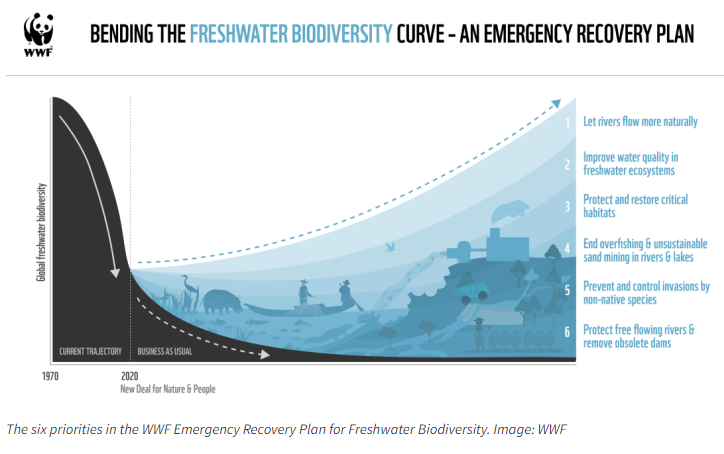 WWF
BENDING THE FRESHWATER BIODIVERSITY CURVE – AN EMERGENCY RECOVERY PLAN
Global freshwater biodiversity
1
Let rivers flow more naturally
2
Improve water quality in
freshwater ecosystems
3
Protect and restore critical
habitats
4
End overfishing & unsustainable
sand mining in rivers & lakes
5
Prevent and control invasions by
non-native species
6
Protect free flowing rivers &
remove obsolete dams
CURRENT TRAJECTORY
BUSINESS AS USUAL
1970
2020
New Deal for Nature & People
The six priorities in the WWF Emergency Recovery Plan for Freshwater Biodiversity. Image: WWF